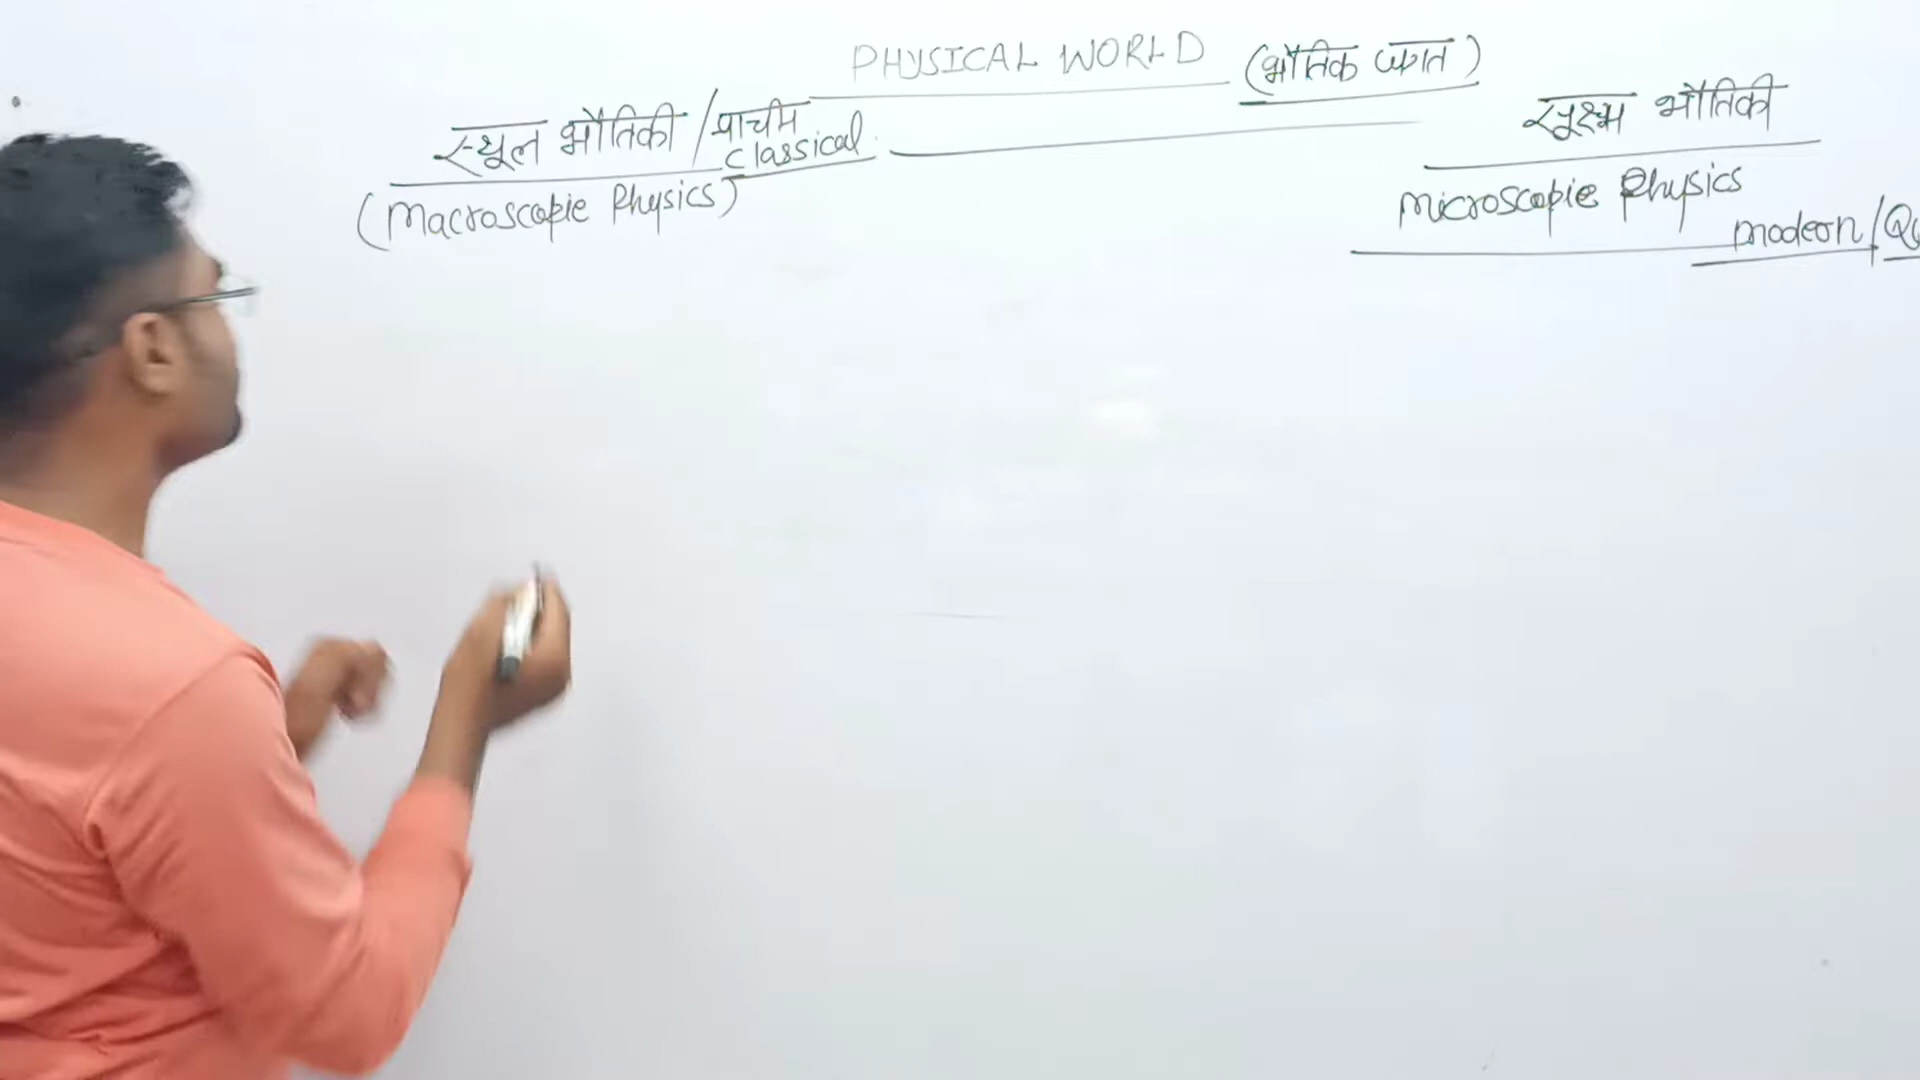 PHYSICAL WORLD (भौतिक जगत)
स्थूल भौतिकी / प्राचीन
classical
(Macroscopic Physics)
सूक्ष्म भौतिकी
Microscopic Physics
modern /